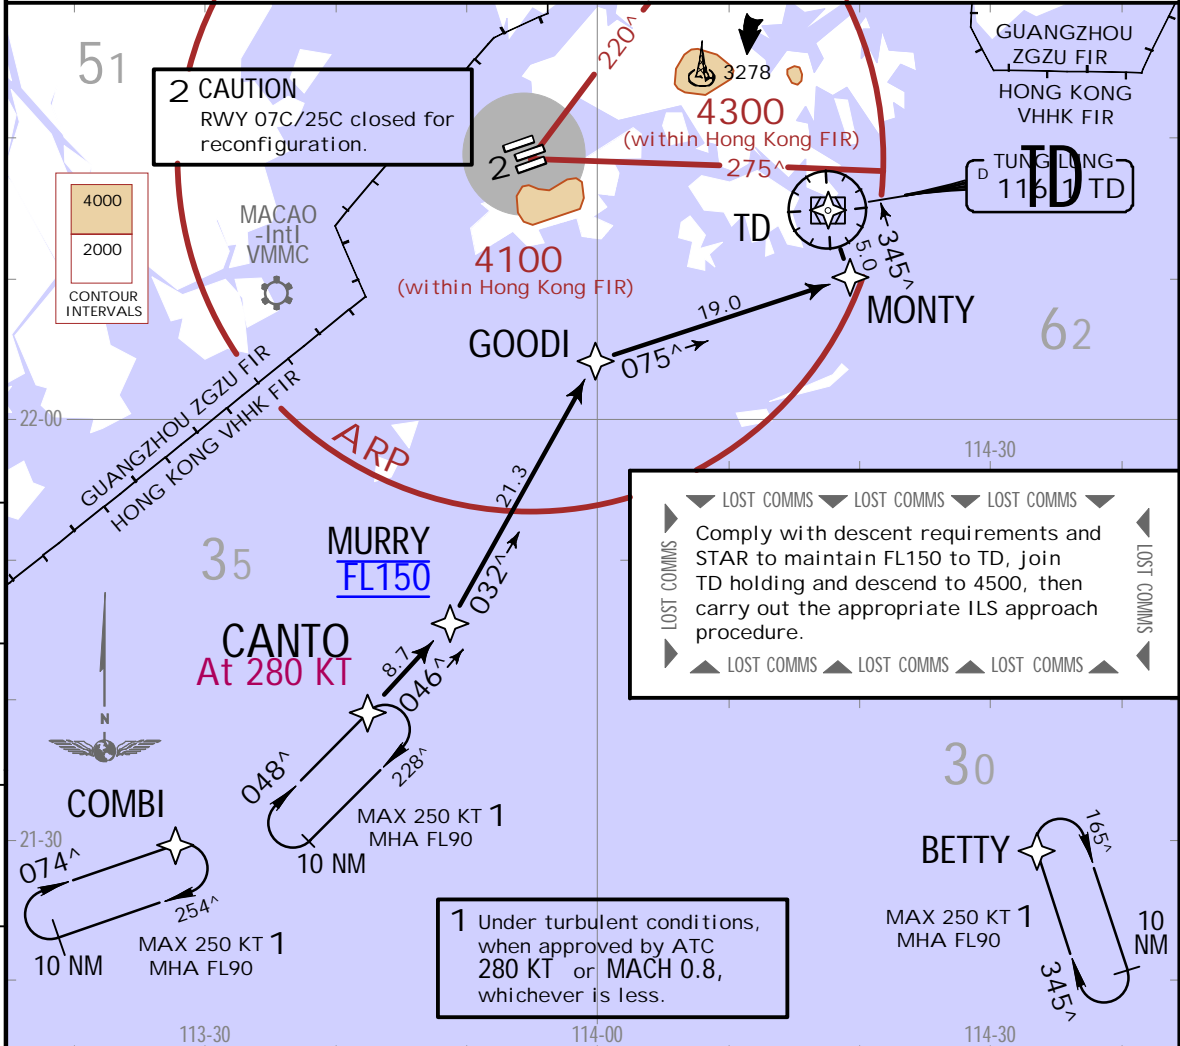 51
2 CAUTION
RWY 07C/25C closed for
reconfiguration.
220^
3278
4300
(within Hong Kong FIR)
275^
2
GUANGZHOU
ZGZU FIR
HONG KONG
VHHK FIR
D TUNG LUNG
116.1 TD
TD
TD
4000
2000
CONTOUR
INTERVALS
MACAO
-Intl
VMMC
4100
(within Hong Kong FIR)
345^
5.0
MONTY
19.0
GOODI
075^
62
GUANGZHOU ZGZU FIR
HONG KONG VHHK FIR
22-00
ARP
114-30
21.3
MURRY
FL150
032^
35
CANTO
At 280 KT
8.7
046^
LOST COMMS LOST COMMS LOST COMMS
LOST COMMS
Comply with descent requirements and
STAR to maintain FL150 to TD, join
TD holding and descend to 4500, then
carry out the appropriate ILS approach
procedure.
LOST COMMS
LOST COMMS LOST COMMS LOST COMMS
N
048^
228^
MAX 250 KT 1
MHA FL90
10 NM
30
COMBI
21-30
074^
254^
MAX 250 KT 1
MHA FL90
10 NM
BETTY
165^
MAX 250 KT 1
MHA FL90
10
NM
345^
1 Under turbulent conditions,
when approved by ATC
280 KT or MACH 0.8,
whichever is less.
113-30
114-00
114-30